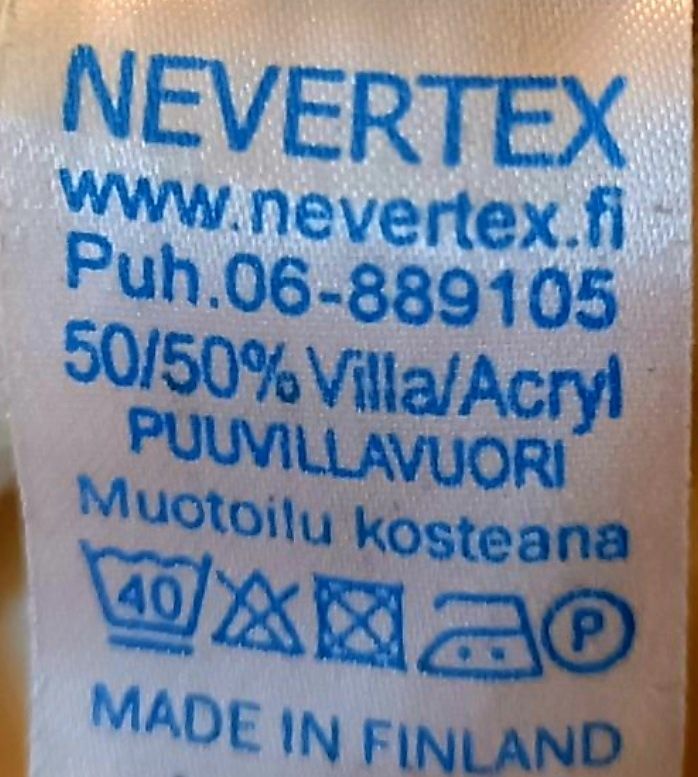 NEVERTEX
www.nevertex.fi
Puh.06-889105
50/50% Villa/Acryl
PUUVILLAVUORI
Muotoilu kosteana
40 P
MADE IN FINLAND